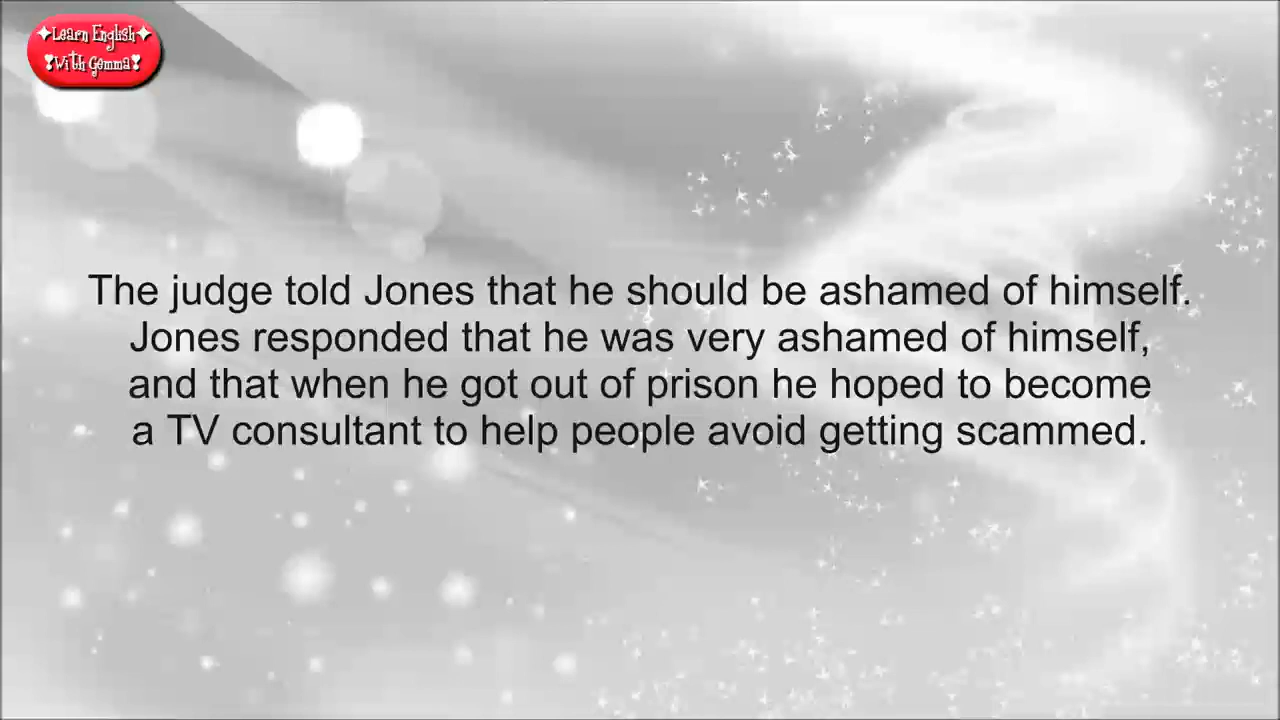 ✦Learn English✦
❣With Gemma❣
The judge told Jones that he should be ashamed of himself.
Jones responded that he was very ashamed of himself,
and that when he got out of prison he hoped to become
a TV consultant to help people avoid getting scammed.